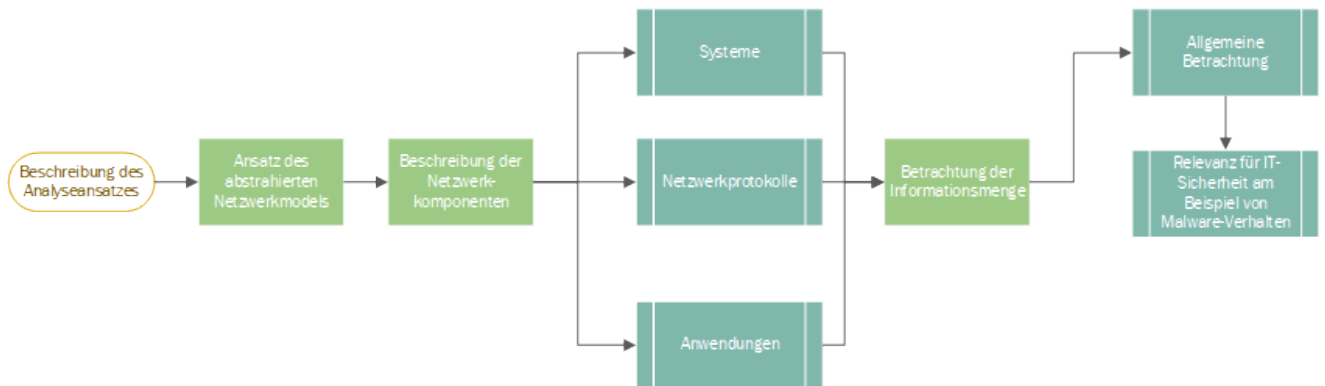 Beschreibung des
Analyseansatzes
Ansatz des
abstrahierten
Netzwerkmodels
Beschreibung der
Netzwerk-
komponenten
Systeme
Netzwerkprotokolle
Anwendungen
Betrachtung der
Informationsmenge
Allgemeine
Betrachtung
Relevanz für IT-
Sicherheit am
Beispiel von
Malware-Verhalten